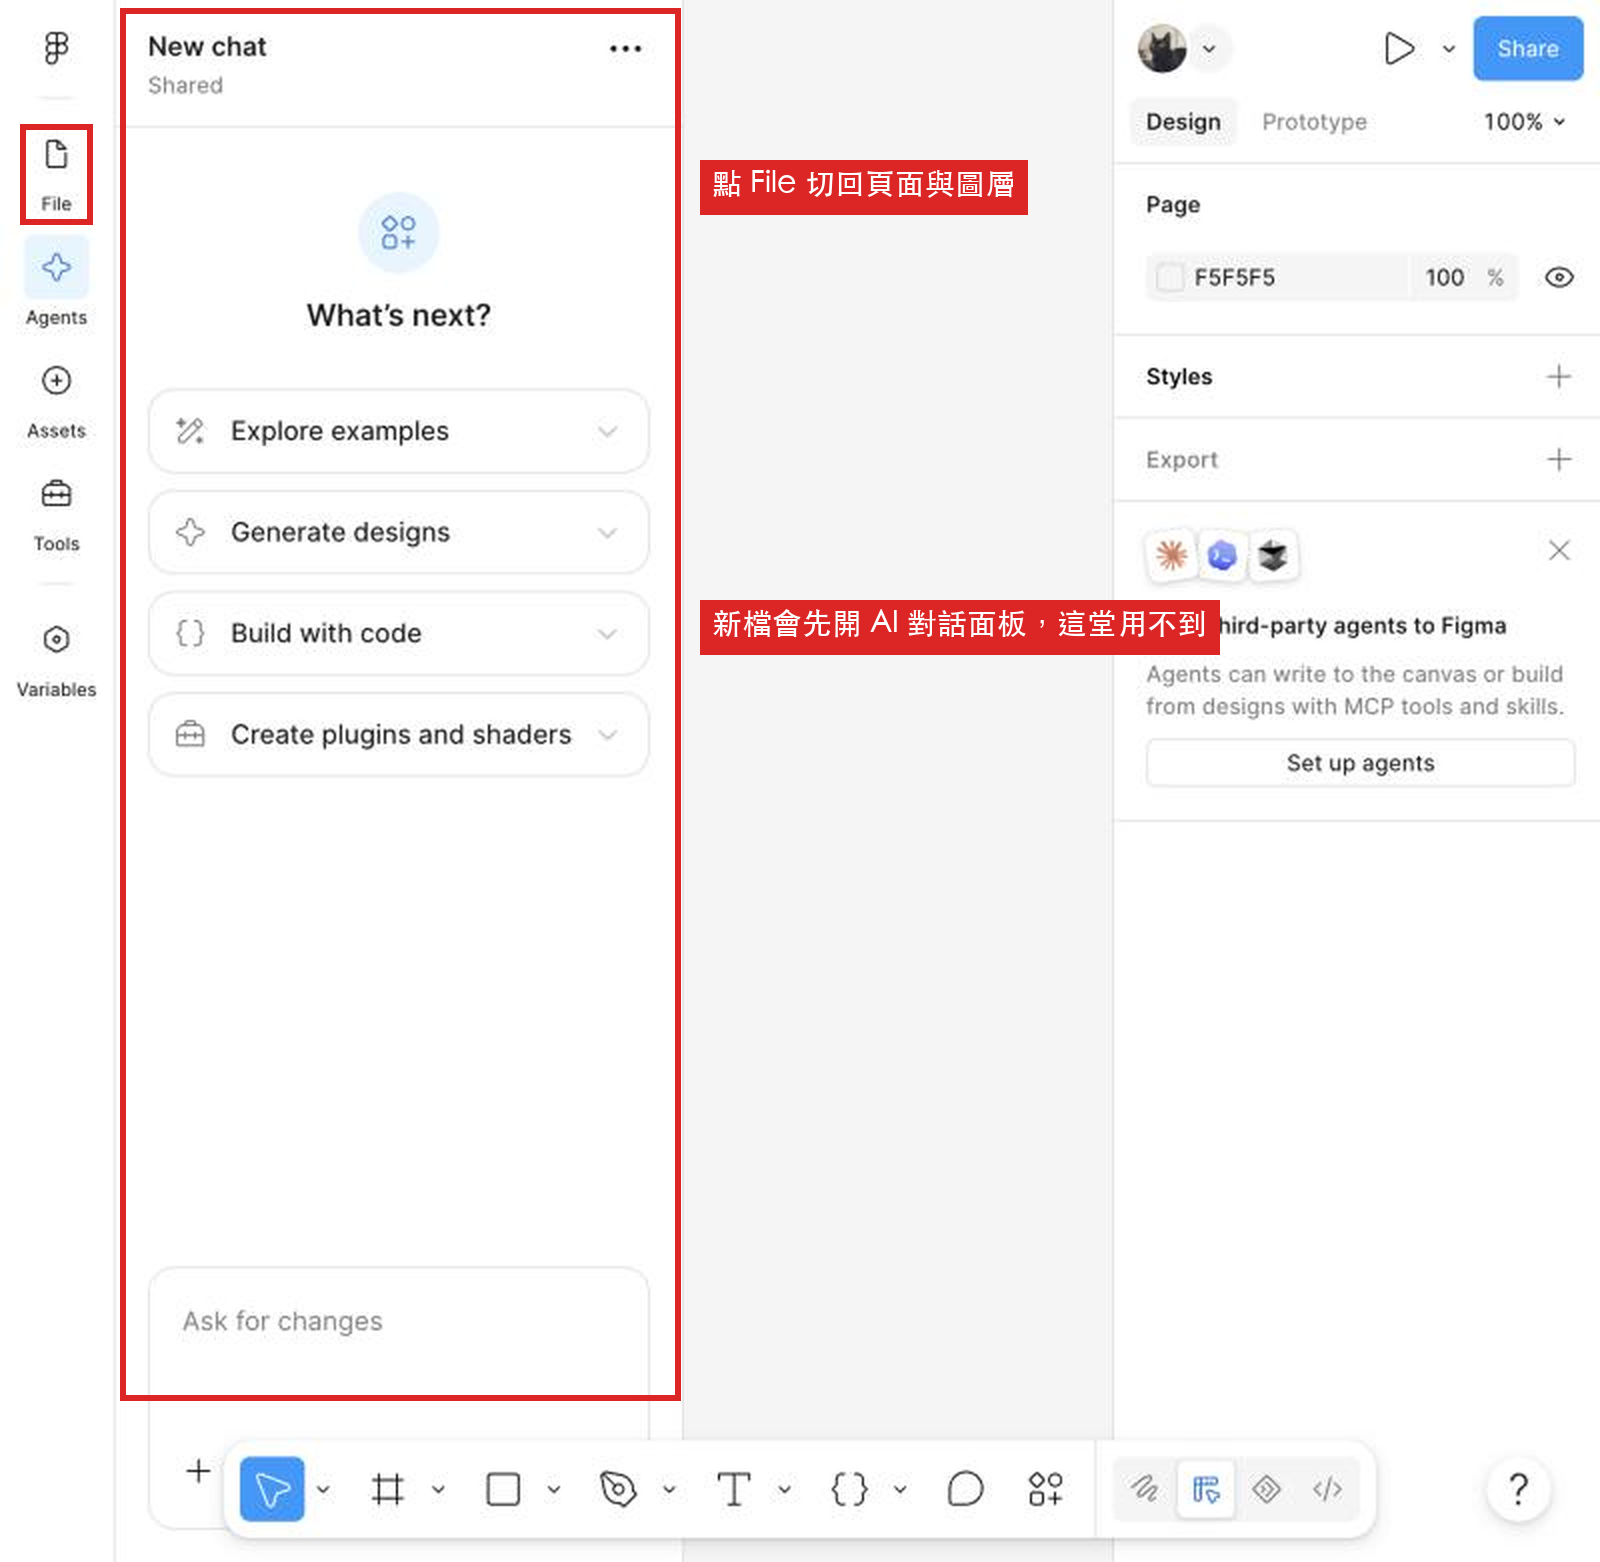 New chat
Shared
File
Agents
Assets
Tools
Variables
What's next?
Explore examples
Generate designs
Build with code
Create plugins and shaders
Ask for changes
點 File 切回頁面與圖層
新檔會先開 AI 對話面板，這堂用不到
Share
Design
Prototype
100%
Page
F5F5F5
100
%
Styles
Export
hird-party agents to Figma
Agents can write to the canvas or build
from designs with MCP tools and skills.
Set up agents
?